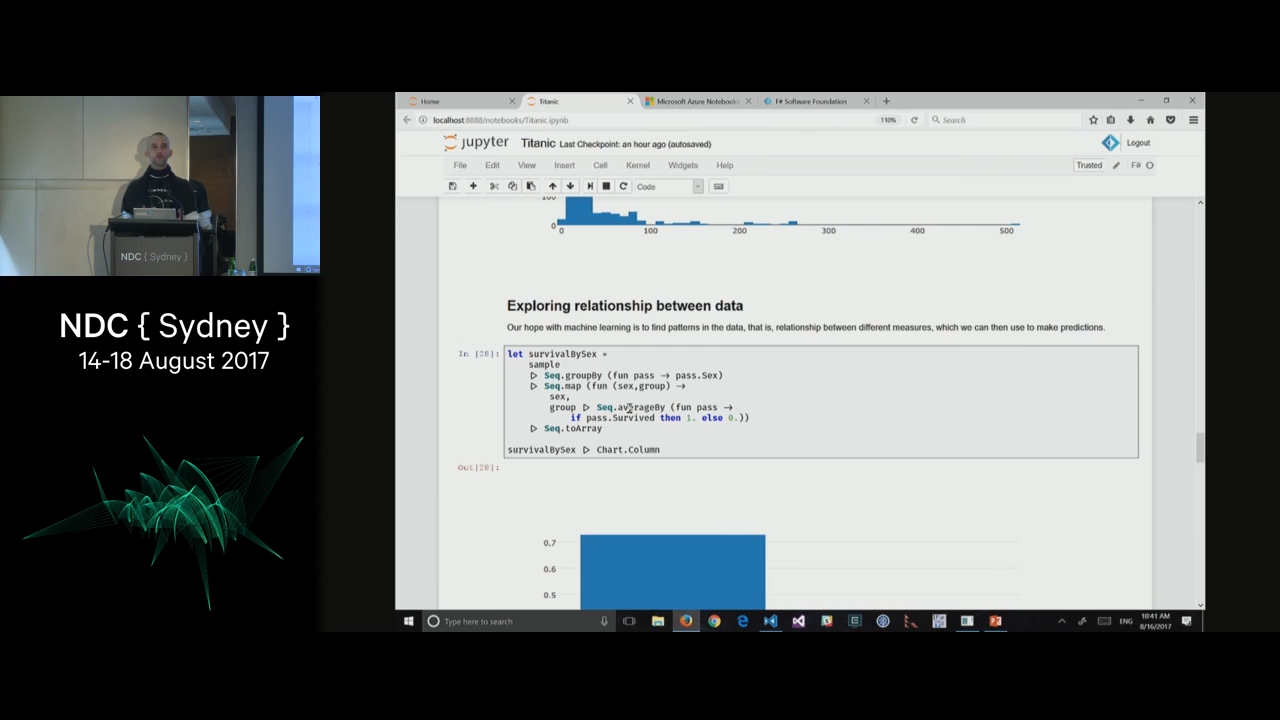 NDC { Sydney }
NDC { Sydney }
14-18 August 2017
Home
Titanic
Microsoft Azure Notebooks
F# Software Foundation
localhost:8888/notebooks/Titanic.ipynb
110%
Search
jupyter Titanic Last Checkpoint: an hour ago (autosaved)
Logout
File Edit View Insert Cell Kernel Widgets Help
Trusted
F#
Code
100
0
0 100 200 300 400 500
Exploring relationship between data
Our hope with machine learning is to find patterns in the data, that is, relationship between different measures, which we can then use to make predictions.
In [28]:
let survivalBySex =
sample
▷ Seq.groupBy (fun pass → pass.Sex)
▷ Seq.map (fun (sex,group) →
sex,
group ▷ Seq.averageBy (fun pass →
if pass.Survived then 1. else 0.))
▷ Seq.toArray
survivalBySex ▷ Chart.Column
Out[28]:
0.7
0.6
0.5
Type here to search
ENG
10:41 AM
8/16/2017